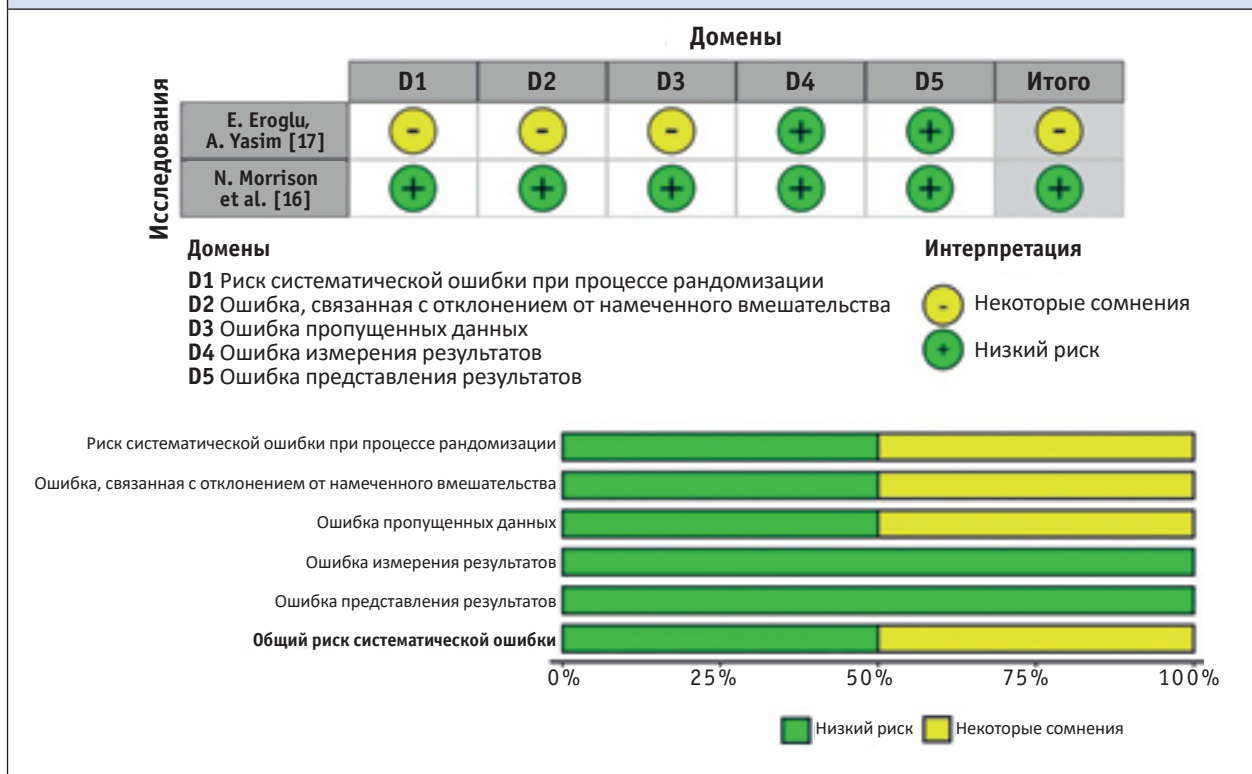 Домены
Исследования
D1 D2 D3 D4 D5 Итого
E. Eroglu,
A. Yasim [17]
- - - + + -
N. Morrison
et al. [16]
+ + + + + +
Домены
D1 Риск систематической ошибки при процессе рандомизации
D2 Ошибка, связанная с отклонением от намеченного вмешательства
D3 Ошибка пропущенных данных
D4 Ошибка измерения результатов
D5 Ошибка представления результатов
Интерпретация
- Некоторые сомнения
+ Низкий риск
Риск систематической ошибки при процессе рандомизации
Ошибка, связанная с отклонением от намеченного вмешательства
Ошибка пропущенных данных
Ошибка измерения результатов
Ошибка представления результатов
Общий риск систематической ошибки
0% 25% 50% 75% 100%
Низкий риск Некоторые сомнения